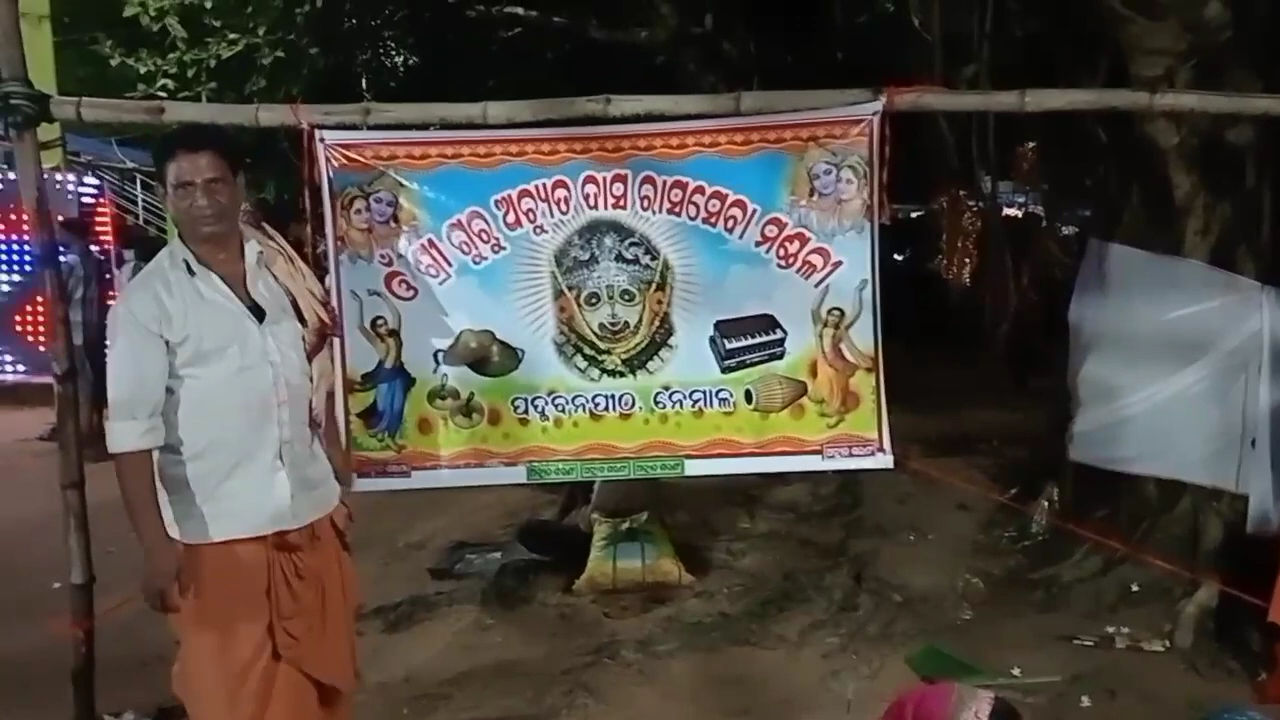 ଓଁ ଶ୍ରୀ ଗୁରୁ ଅଚ୍ୟୁତ ଦାସ ରାସସେବା ମଣ୍ଡଳୀ
ପଦ୍ମବନପୀଠ, ନେମାଳ